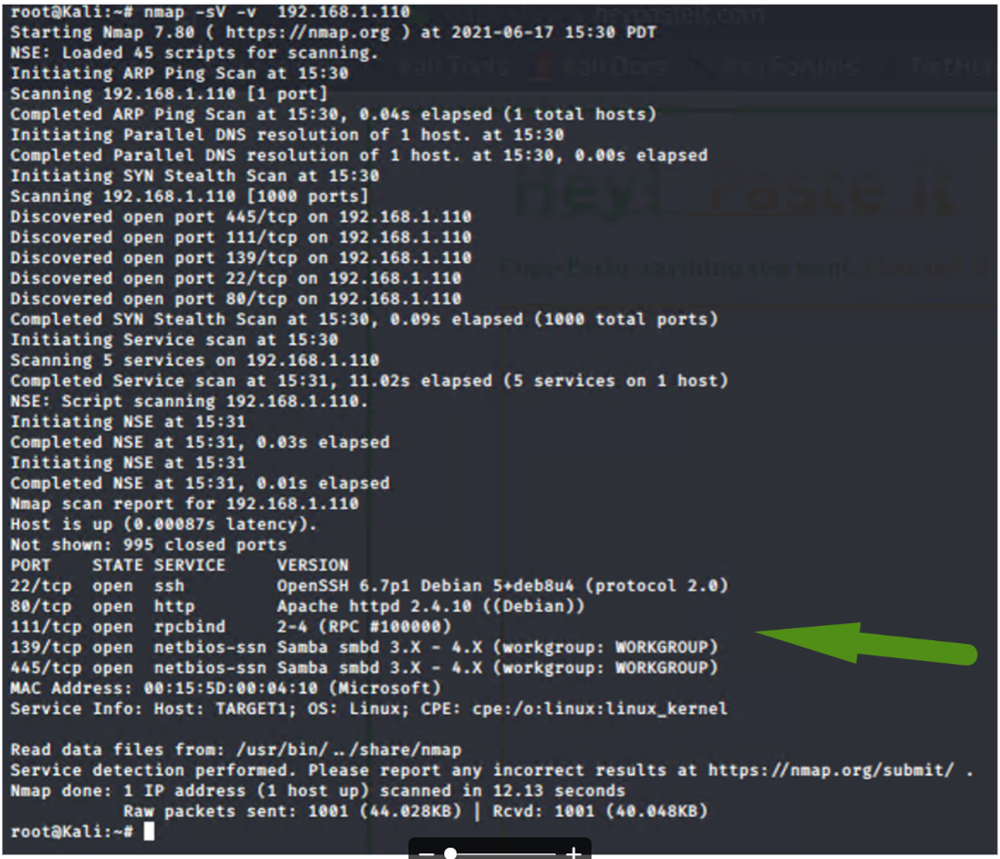 root@Kali:~# nmap -sV -v 192.168.1.110
Starting Nmap 7.80 ( https://nmap.org ) at 2021-06-17 15:30 PDT
NSE: Loaded 45 scripts for scanning.
Initiating ARP Ping Scan at 15:30
Scanning 192.168.1.110 [1 port]
Completed ARP Ping Scan at 15:30, 0.04s elapsed (1 total hosts)
Initiating Parallel DNS resolution of 1 host. at 15:30
Completed Parallel DNS resolution of 1 host. at 15:30, 0.00s elapsed
Initiating SYN Stealth Scan at 15:30
Scanning 192.168.1.110 [1000 ports]
Discovered open port 445/tcp on 192.168.1.110
Discovered open port 111/tcp on 192.168.1.110
Discovered open port 139/tcp on 192.168.1.110
Discovered open port 22/tcp on 192.168.1.110
Discovered open port 80/tcp on 192.168.1.110
Completed SYN Stealth Scan at 15:30, 0.09s elapsed (1000 total ports)
Initiating Service scan at 15:30
Scanning 5 services on 192.168.1.110
Completed Service scan at 15:31, 11.02s elapsed (5 services on 1 host)
NSE: Script scanning 192.168.1.110.
Initiating NSE at 15:31
Completed NSE at 15:31, 0.03s elapsed
Initiating NSE at 15:31
Completed NSE at 15:31, 0.01s elapsed
Nmap scan report for 192.168.1.110
Host is up (0.00087s latency).
Not shown: 995 closed ports
PORT STATE SERVICE VERSION
22/tcp open ssh OpenSSH 6.7p1 Debian 5+deb8u4 (protocol 2.0)
80/tcp open http Apache httpd 2.4.10 ((Debian))
111/tcp open rpcbind 2-4 (RPC #100000)
139/tcp open netbios-ssn Samba smbd 3.X - 4.X (workgroup: WORKGROUP)
445/tcp open netbios-ssn Samba smbd 3.X - 4.X (workgroup: WORKGROUP)
MAC Address: 00:15:5D:00:04:10 (Microsoft)
Service Info: Host: TARGET1; OS: Linux; CPE: cpe:/o:linux:linux_kernel
Read data files from: /usr/bin/../share/nmap
Service detection performed. Please report any incorrect results at https://nmap.org/submit/ .
Nmap done: 1 IP address (1 host up) scanned in 12.13 seconds
Raw packets sent: 1001 (44.028KB) | Rcvd: 1001 (40.048KB)
root@Kali:~#
Kali Tools Kali Docs
Hey! Paste it